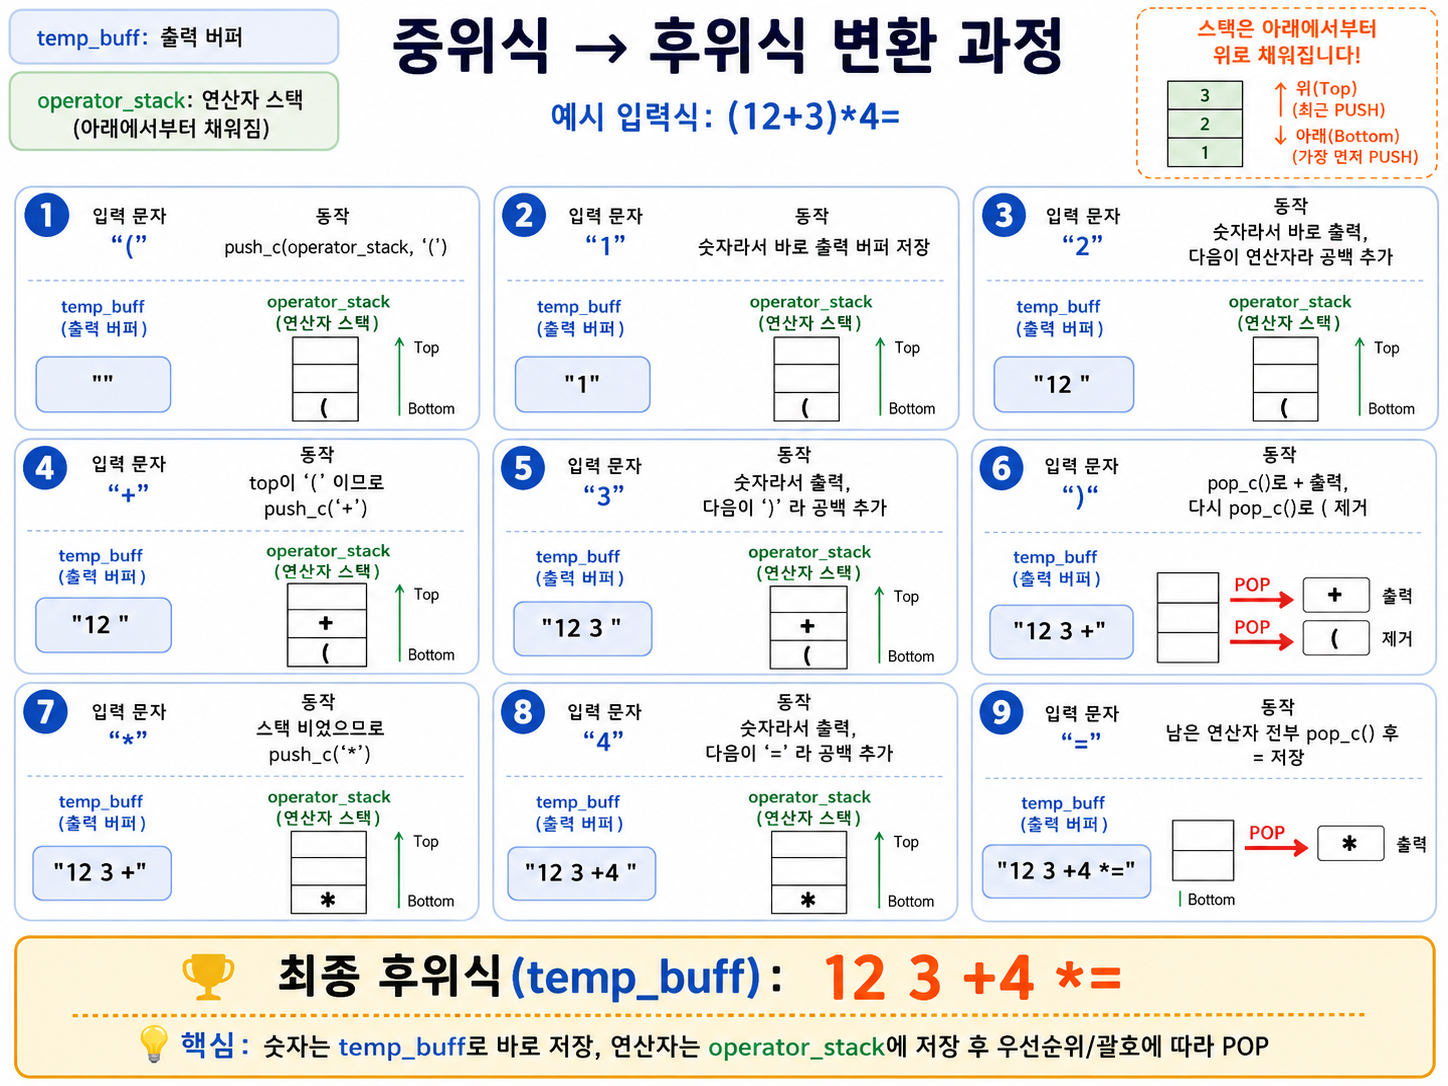 temp_buff: 출력 버퍼
operator_stack: 연산자 스택
(아래에서부터 채워짐)
중위식 → 후위식 변환 과정
예시 입력식: (12+3)*4=
스택은 아래에서부터
위로 채워집니다!
3
2
1
↑ 위(Top)
(최근 PUSH)
↓ 아래(Bottom)
(가장 먼저 PUSH)
1
입력 문자
“(”
동작
push_c(operator_stack, ‘(’)
temp_buff
(출력 버퍼)
""
operator_stack
(연산자 스택)
(
Top
Bottom
2
입력 문자
“1”
동작
숫자라서 바로 출력 버퍼 저장
temp_buff
(출력 버퍼)
"1"
operator_stack
(연산자 스택)
(
Top
Bottom
3
입력 문자
“2”
동작
숫자라서 바로 출력,
다음이 연산자라 공백 추가
temp_buff
(출력 버퍼)
"12 "
operator_stack
(연산자 스택)
(
Top
Bottom
4
입력 문자
“+”
동작
top이 ‘(’ 이므로
push_c(‘+’)
temp_buff
(출력 버퍼)
"12 "
operator_stack
(연산자 스택)
+
(
Top
Bottom
5
입력 문자
“3”
동작
숫자라서 출력,
다음이 ‘)’ 라 공백 추가
temp_buff
(출력 버퍼)
"12 3 "
operator_stack
(연산자 스택)
+
(
Top
Bottom
6
입력 문자
“)“
동작
pop_c()로 + 출력,
다시 pop_c()로 ( 제거
temp_buff
(출력 버퍼)
"12 3 +"
POP + 출력
POP ( 제거
7
입력 문자
“*”
동작
스택 비었으므로
push_c(‘*’)
temp_buff
(출력 버퍼)
"12 3 +"
operator_stack
(연산자 스택)
*
Top
Bottom
8
입력 문자
“4”
동작
숫자라서 출력,
다음이 ‘=’ 라 공백 추가
temp_buff
(출력 버퍼)
"12 3 +4 "
operator_stack
(연산자 스택)
*
Top
Bottom
9
입력 문자
“=”
동작
남은 연산자 전부 pop_c() 후
= 저장
temp_buff
(출력 버퍼)
"12 3 +4 *="
POP * 출력
Bottom
최종 후위식(temp_buff): 12 3 +4 *=
핵심: 숫자는 temp_buff로 바로 저장, 연산자는 operator_stack에 저장 후 우선순위/괄호에 따라 POP